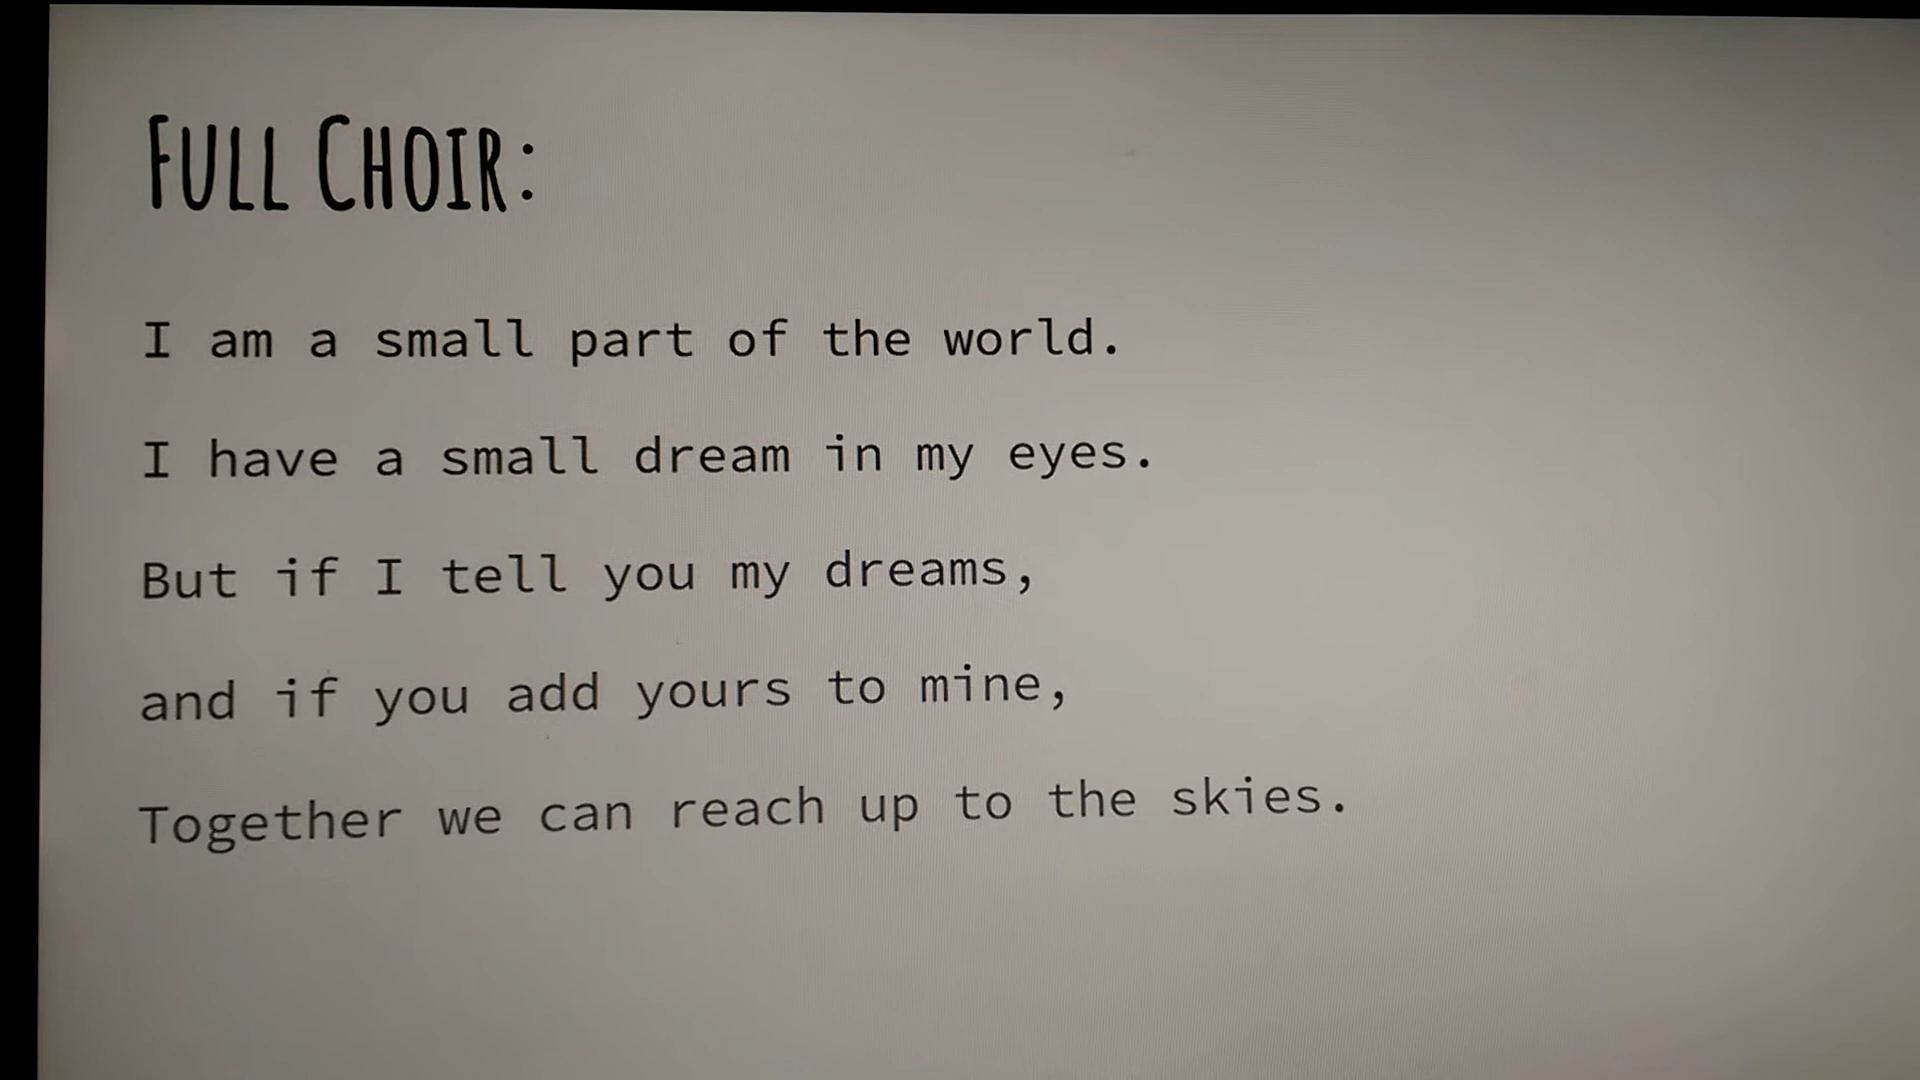 FULL CHOIR:
I am a small part of the world.
I have a small dream in my eyes.
But if I tell you my dreams,
and if you add yours to mine,
Together we can reach up to the skies.